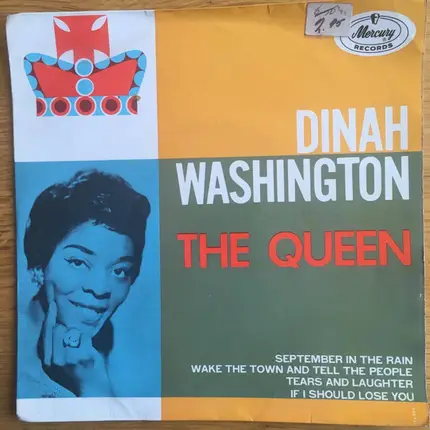 Mercury
RECORDS
DINAH
WASHINGTON
THE QUEEN
SEPTEMBER IN THE RAIN
WAKE THE TOWN AND TELL THE PEOPLE
TEARS AND LAUGHTER
IF I SHOULD LOSE YOU